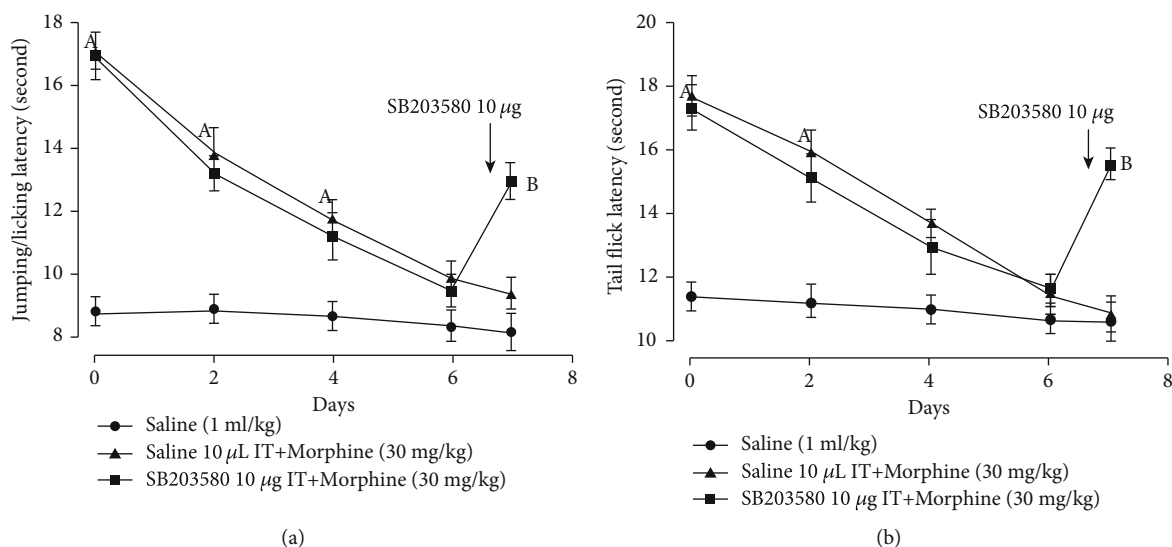 Jumping/licking latency (second)
18
16
14
12
10
8
A
A
A
SB203580 10 μg
B
0 2 4 6 8
Days
Saline (1 ml/kg)
Saline 10 μL IT+Morphine (30 mg/kg)
SB203580 10 μg IT+Morphine (30 mg/kg)
(a)
Tail flick latency (second)
20
18
16
14
12
10
A
A
SB203580 10 μg
B
0 2 4 6 8
Days
Saline (1 ml/kg)
Saline 10 μL IT+Morphine (30 mg/kg)
SB203580 10 μg IT+Morphine (30 mg/kg)
(b)